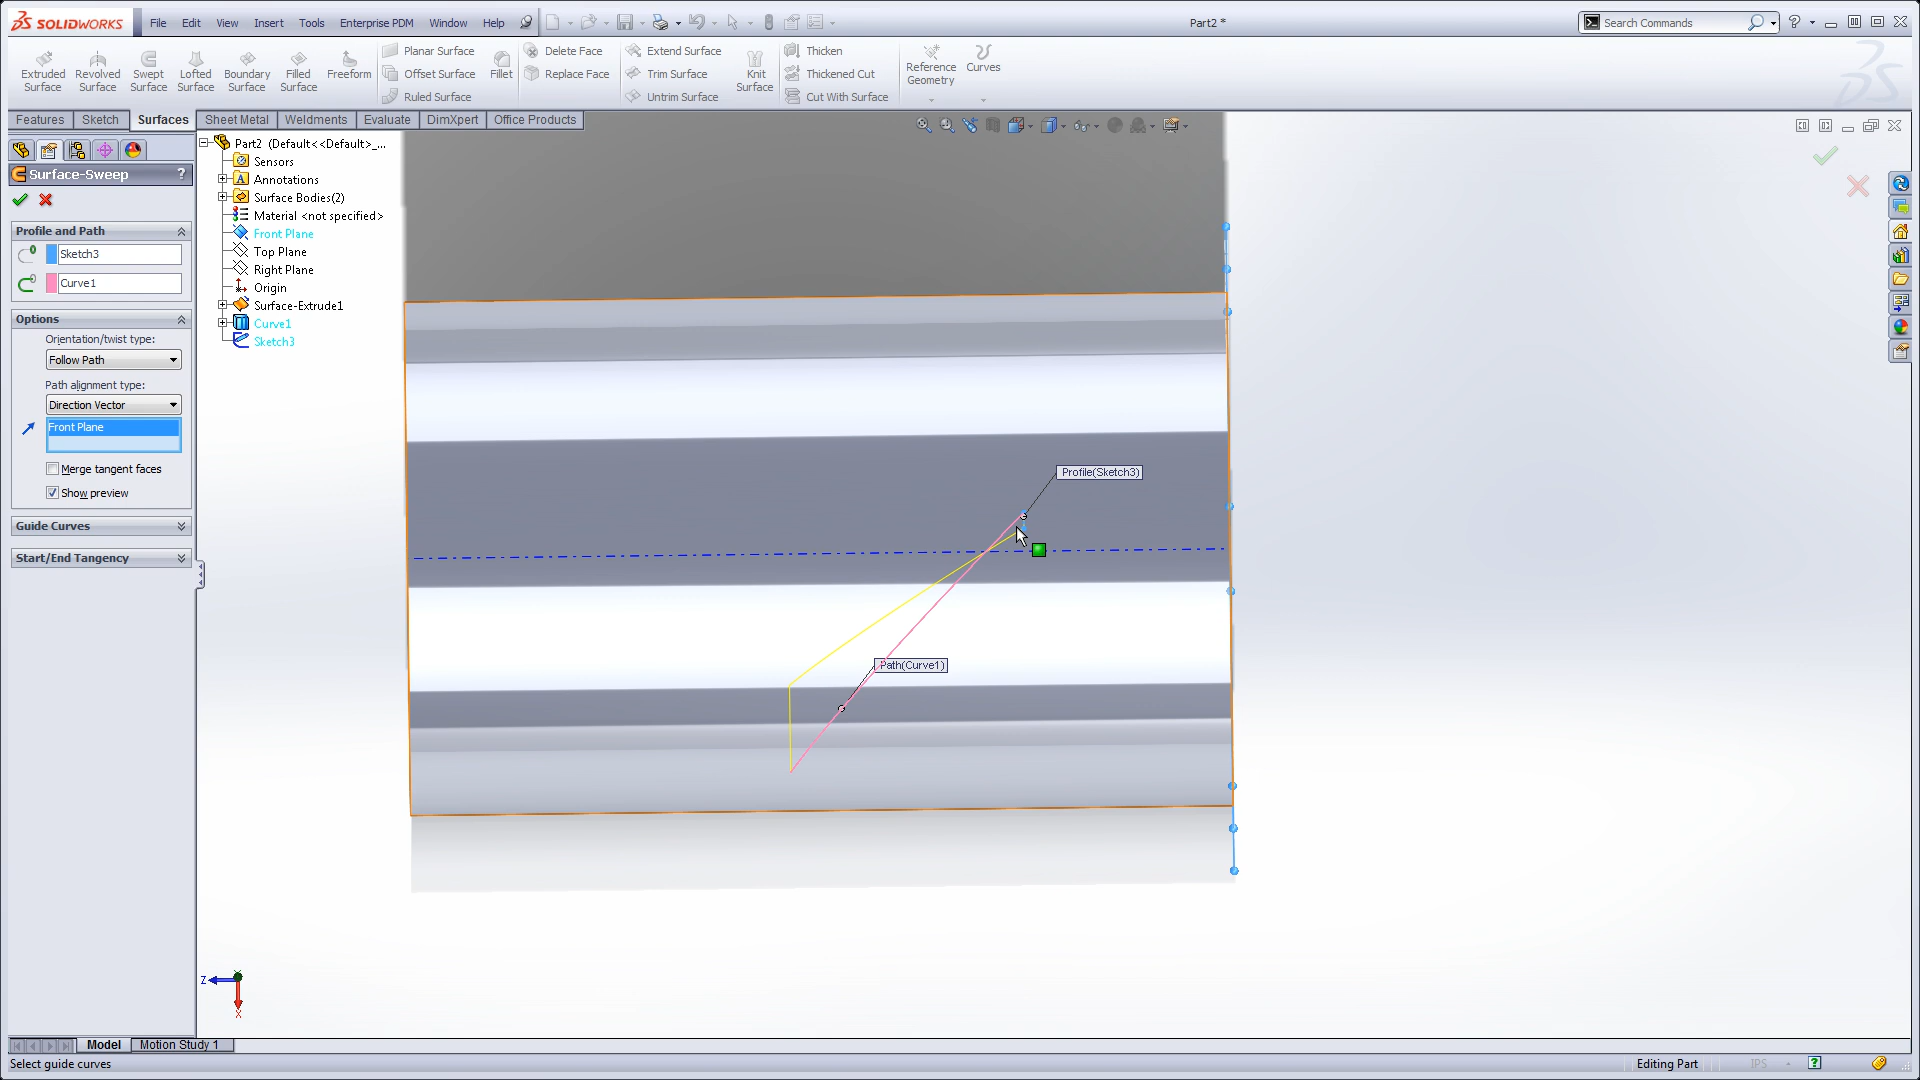 SOLIDWORKS
File Edit View Insert Tools Enterprise PDM Window Help
Part2 *
Search Commands
Extruded Surface
Revolved Surface
Swept Surface
Lofted Surface
Boundary Surface
Filled Surface
Freeform
Planar Surface
Offset Surface
Ruled Surface
Fillet
Delete Face
Replace Face
Extend Surface
Trim Surface
Untrim Surface
Knit Surface
Thicken
Thickened Cut
Cut With Surface
Reference Geometry
Curves
Features Sketch Surfaces Sheet Metal Weldments Evaluate DimXpert Office Products
Surface-Sweep ?
Profile and Path
Sketch3
Curve1
Options
Orientation/twist type:
Follow Path
Path alignment type:
Direction Vector
Front Plane
Merge tangent faces
Show preview
Guide Curves
Start/End Tangency
Part2 (Default<<Default>_...
Sensors
Annotations
Surface Bodies(2)
Material <not specified>
Front Plane
Top Plane
Right Plane
Origin
Surface-Extrude1
Curve1
Sketch3
Profile(Sketch3)
Path(Curve1)
Z
X
Model Motion Study 1
Select guide curves
Editing Part
IPS